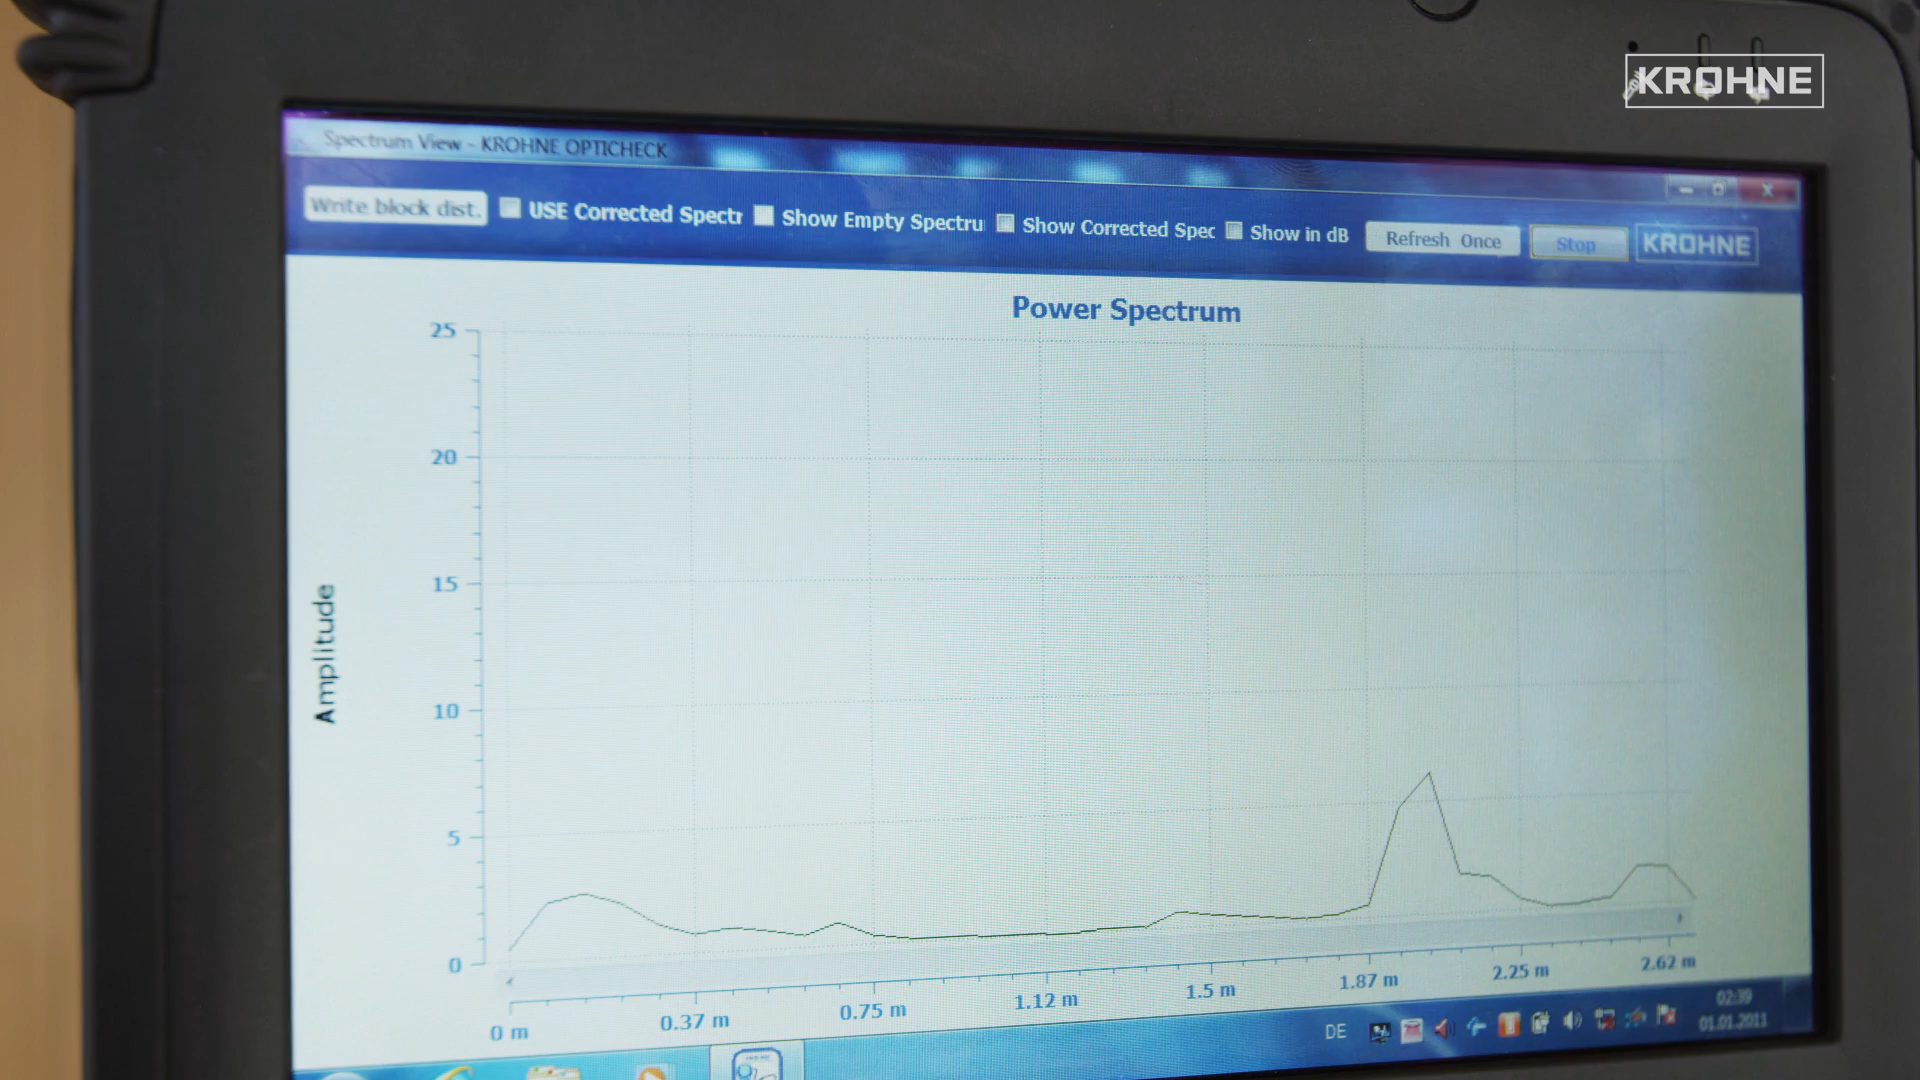 KROHNE
Spectrum View - KROHNE OPTICHECK
Write block dist. USE Corrected Spectr Show Empty Spectru Show Corrected Spec Show in dB Refresh Once Stop KROHNE
Power Spectrum
25
20
15
10
5
0
Amplitude
0 m 0.37 m 0.75 m 1.12 m 1.5 m 1.87 m 2.25 m 2.62 m
DE
02:39
01.01.2011